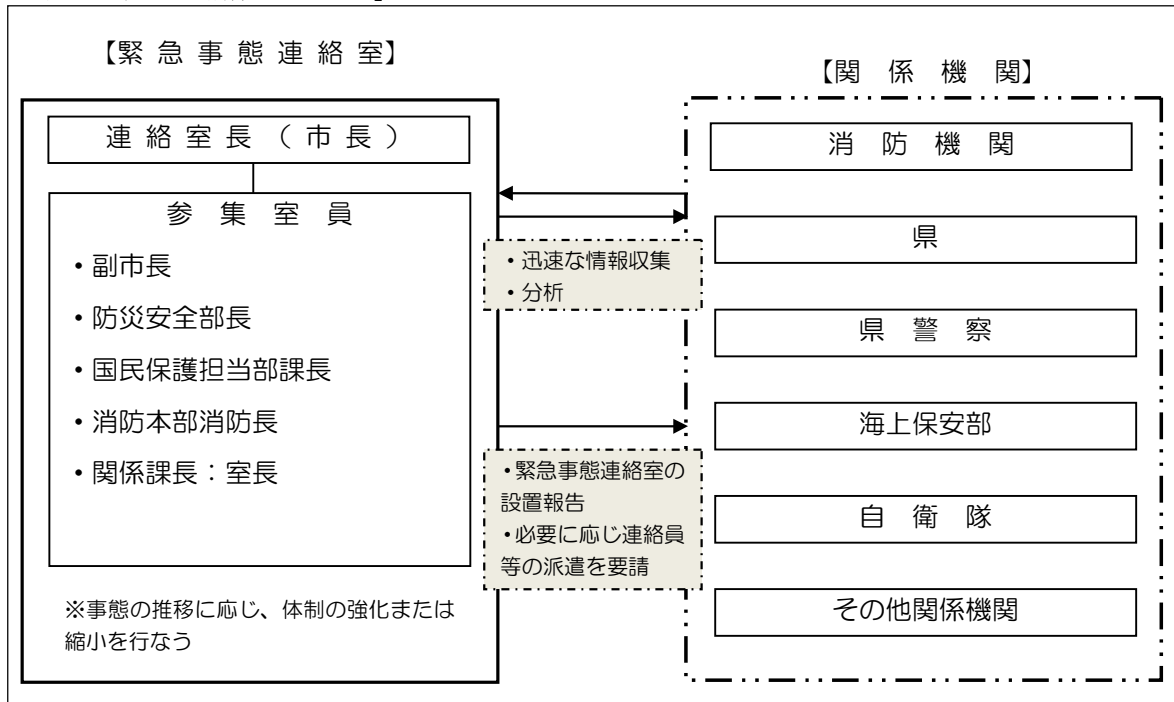 【緊 急 事 態 連 絡 室】
連 絡 室 長 ( 市 長 )
参 集 室 員
・副市長
・防災安全部長
・国民保護担当部課長
・消防本部消防長
・関係課長：室長
※事態の推移に応じ、体制の強化または
縮小を行なう
・迅速な情報収集
・分析
・緊急事態連絡室の
設置報告
・必要に応じ連絡員
等の派遣を要請
【関 係 機 関】
消 防 機 関
県
県 警 察
海上保安部
自 衛 隊
その他関係機関